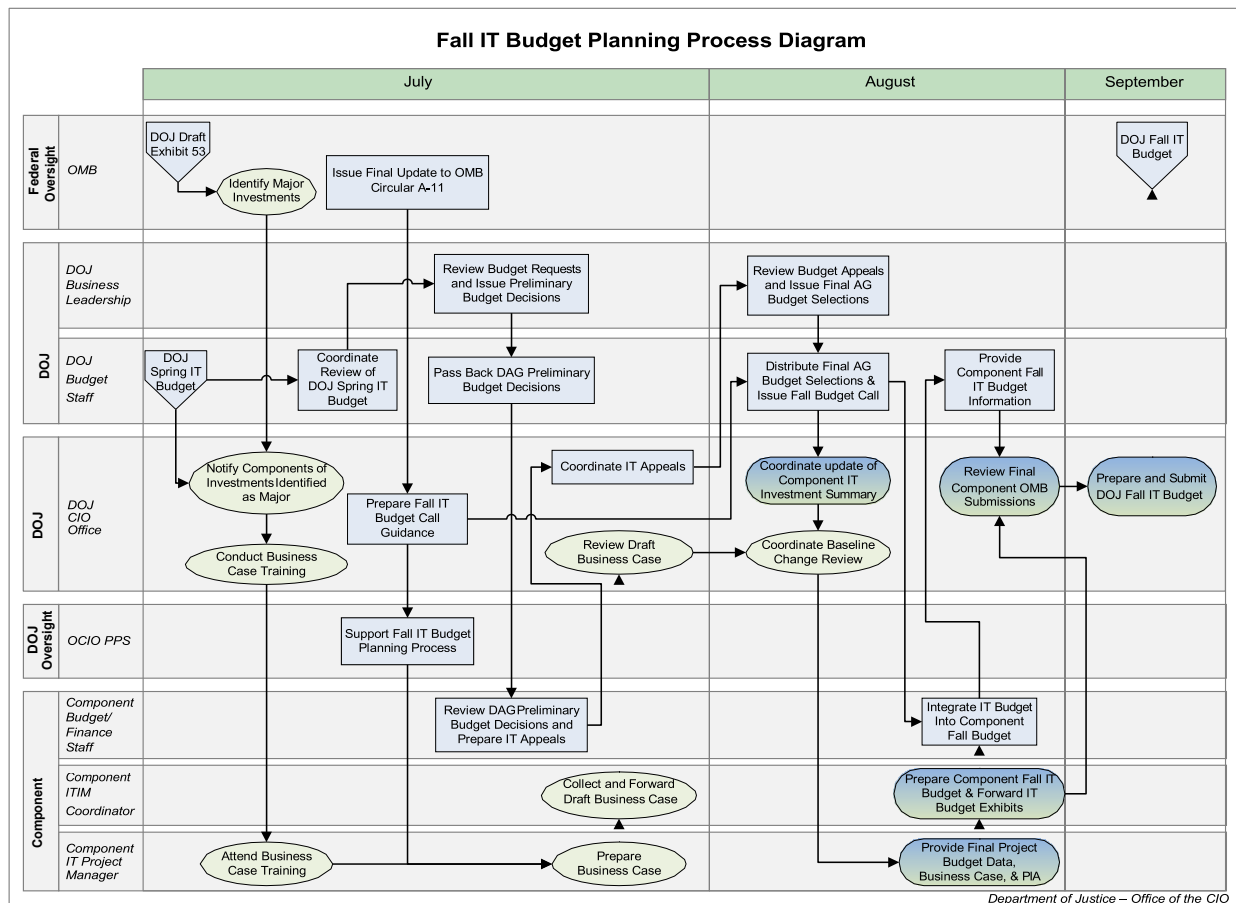 Fall IT Budget Planning Process Diagram
July
August
September
Federal
Oversight
OMB
DOJ Draft
Exhibit 53
Identify Major
Investments
Issue Final Update to OMB
Circular A-11
DOJ Fall IT
Budget
DOJ
DOJ
Business
Leadership
Review Budget Requests
and Issue Preliminary
Budget Decisions
Review Budget Appeals
and Issue Final AG
Budget Selections
DOJ
Budget
Staff
DOJ
Spring IT
Budget
Coordinate
Review of
DOJ Spring IT
Budget
Pass Back DAG Preliminary
Budget Decisions
Distribute Final AG
Budget Selections &
Issue Fall Budget Call
Provide
Component Fall
IT Budget
Information
DOJ
DOJ
CIO
Office
Notify Components of
Investments Identified
as Major
Conduct Business
Case Training
Prepare Fall IT
Budget Call
Guidance
Coordinate IT Appeals
Review Draft
Business Case
Coordinate update of
Component IT
Investment Summary
Coordinate Baseline
Change Review
Review Final
Component OMB
Submissions
Prepare and Submit
DOJ Fall IT Budget
DOJ
Oversight
OCIO PPS
Support Fall IT Budget
Planning Process
Component
Component
Budget/
Finance
Staff
Review DAG Preliminary
Budget Decisions and
Prepare IT Appeals
Integrate IT Budget
Into Component
Fall Budget
Component
ITIM
Coordinator
Collect and Forward
Draft Business Case
Prepare Component Fall IT
Budget & Forward IT
Budget Exhibits
Component
IT Project
Manager
Attend Business
Case Training
Prepare
Business Case
Provide Final Project
Budget Data,
Business Case, & PIA
Department of Justice – Office of the CIO